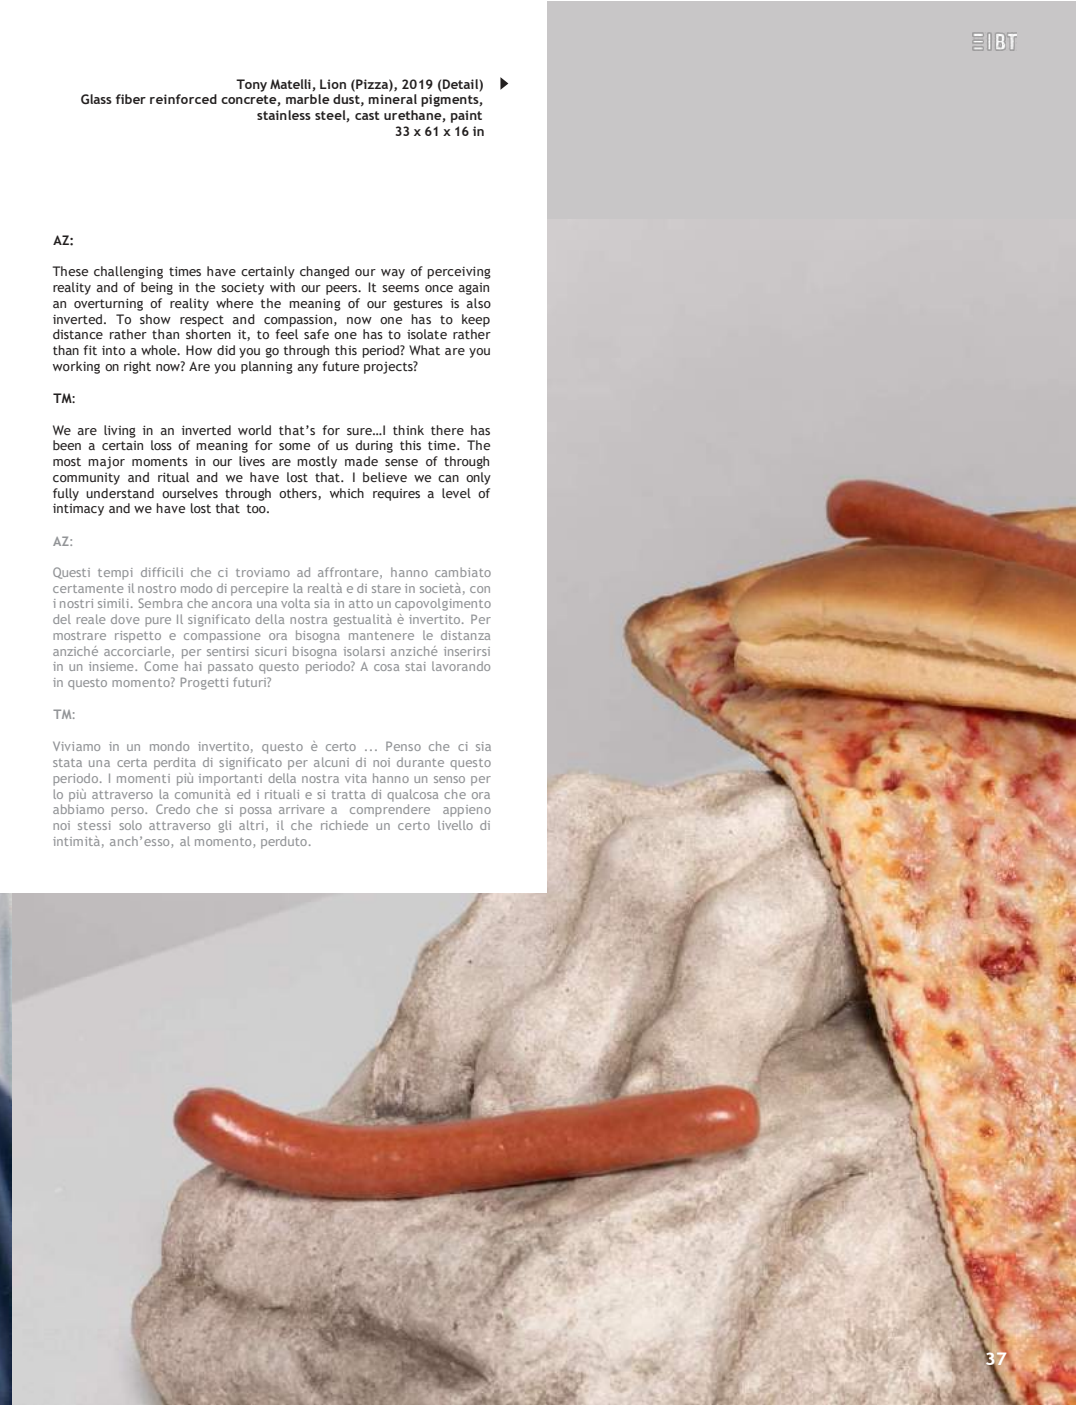 EIBT
Tony Matelli, Lion (Pizza), 2019 (Detail)
Glass fiber reinforced concrete, marble dust, mineral pigments,
stainless steel, cast urethane, paint
33 x 61 x 16 in
AZ:
These challenging times have certainly changed our way of perceiving
reality and of being in the society with our peers. It seems once again
an overturning of reality where the meaning of our gestures is also
inverted. To show respect and compassion, now one has to keep
distance rather than shorten it, to feel safe one has to isolate rather
than fit into a whole. How did you go through this period? What are you
working on right now? Are you planning any future projects?
TM:
We are living in an inverted world that’s for sure…I think there has
been a certain loss of meaning for some of us during this time. The
most major moments in our lives are mostly made sense of through
community and ritual and we have lost that. I believe we can only
fully understand ourselves through others, which requires a level of
intimacy and we have lost that too.
AZ:
Questi tempi difficili che ci troviamo ad affrontare, hanno cambiato
certamente il nostro modo di percepire la realtà e di stare in società, con
i nostri simili. Sembra che ancora una volta sia in atto un capovolgimento
del reale dove pure Il significato della nostra gestualità è invertito. Per
mostrare rispetto e compassione ora bisogna mantenere le distanza
anziché accorciarle, per sentirsi sicuri bisogna isolarsi anziché inserirsi
in un insieme. Come hai passato questo periodo? A cosa stai lavorando
in questo momento? Progetti futuri?
TM:
Viviamo in un mondo invertito, questo è certo ... Penso che ci sia
stata una certa perdita di significato per alcuni di noi durante questo
periodo. I momenti più importanti della nostra vita hanno un senso per
lo più attraverso la comunità ed i rituali e si tratta di qualcosa che ora
abbiamo perso. Credo che si possa arrivare a comprendere appieno
noi stessi solo attraverso gli altri, il che richiede un certo livello di
intimità, anch’esso, al momento, perduto.
37